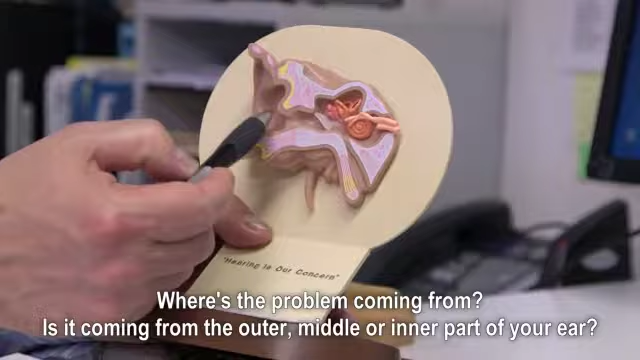 "Hearing Is Our Concern"
Where's the problem coming from?
Is it coming from the outer, middle or inner part of your ear?